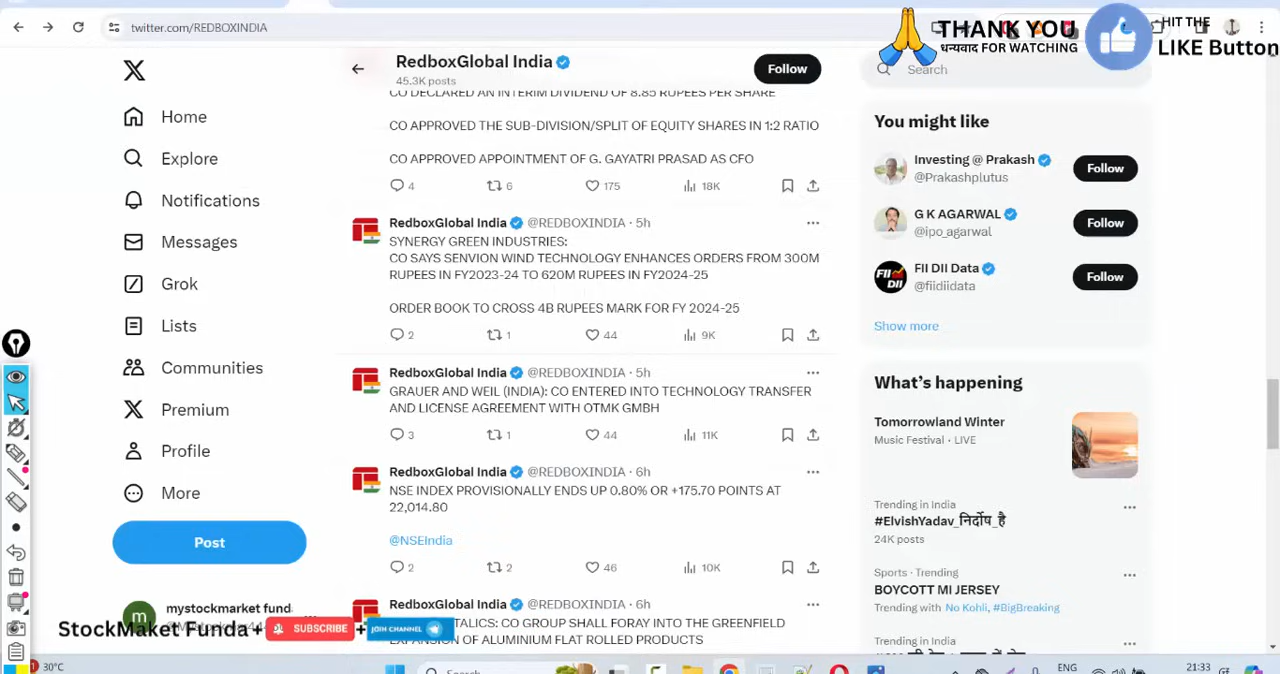 twitter.com/REDBOXINDIA
THANK YOU
धन्यवाद FOR WATCHING
HIT THE
LIKE Button
Home
Explore
Notifications
Messages
Grok
Lists
Communities
Premium
Profile
More
Post
mystockmarket fund
StockMaket Funda+
SUBSCRIBE
+
JOIN CHANNEL
RedboxGlobal India
45.3K posts
Follow
CO DECLARED AN INTERIM DIVIDEND OF 8.85 RUPEES PER SHARE
CO APPROVED THE SUB-DIVISION/SPLIT OF EQUITY SHARES IN 1:2 RATIO
CO APPROVED APPOINTMENT OF G. GAYATRI PRASAD AS CFO
4 6 175 18K
RedboxGlobal India @REDBOXINDIA · 5h
SYNERGY GREEN INDUSTRIES:
CO SAYS SENVION WIND TECHNOLOGY ENHANCES ORDERS FROM 300M
RUPEES IN FY2023-24 TO 620M RUPEES IN FY2024-25
ORDER BOOK TO CROSS 4B RUPEES MARK FOR FY 2024-25
2 1 44 9K
RedboxGlobal India @REDBOXINDIA · 5h
GRAUER AND WEIL (INDIA): CO ENTERED INTO TECHNOLOGY TRANSFER
AND LICENSE AGREEMENT WITH OTMK GMBH
3 1 44 11K
RedboxGlobal India @REDBOXINDIA · 6h
NSE INDEX PROVISIONALLY ENDS UP 0.80% OR +175.70 POINTS AT
22,014.80
@NSEIndia
2 2 46 10K
RedboxGlobal India @REDBOXINDIA · 6h
TALICS: CO GROUP SHALL FORAY INTO THE GREENFIELD
EXPANSION OF ALUMINIUM FLAT ROLLED PRODUCTS
Search
You might like
Investing @ Prakash
@Prakashplutus
Follow
G K AGARWAL
@ipo_agarwal
Follow
FII DII
FII DII Data
@fiidiidata
Follow
Show more
What's happening
Tomorrowland Winter
Music Festival · LIVE
Trending in India
#ElvishYadav_निर्दोष_है
24K posts
Sports · Trending
BOYCOTT MI JERSEY
Trending with No Kohli, #BigBreaking
Trending in India
30°C
Search
ENG
21:33